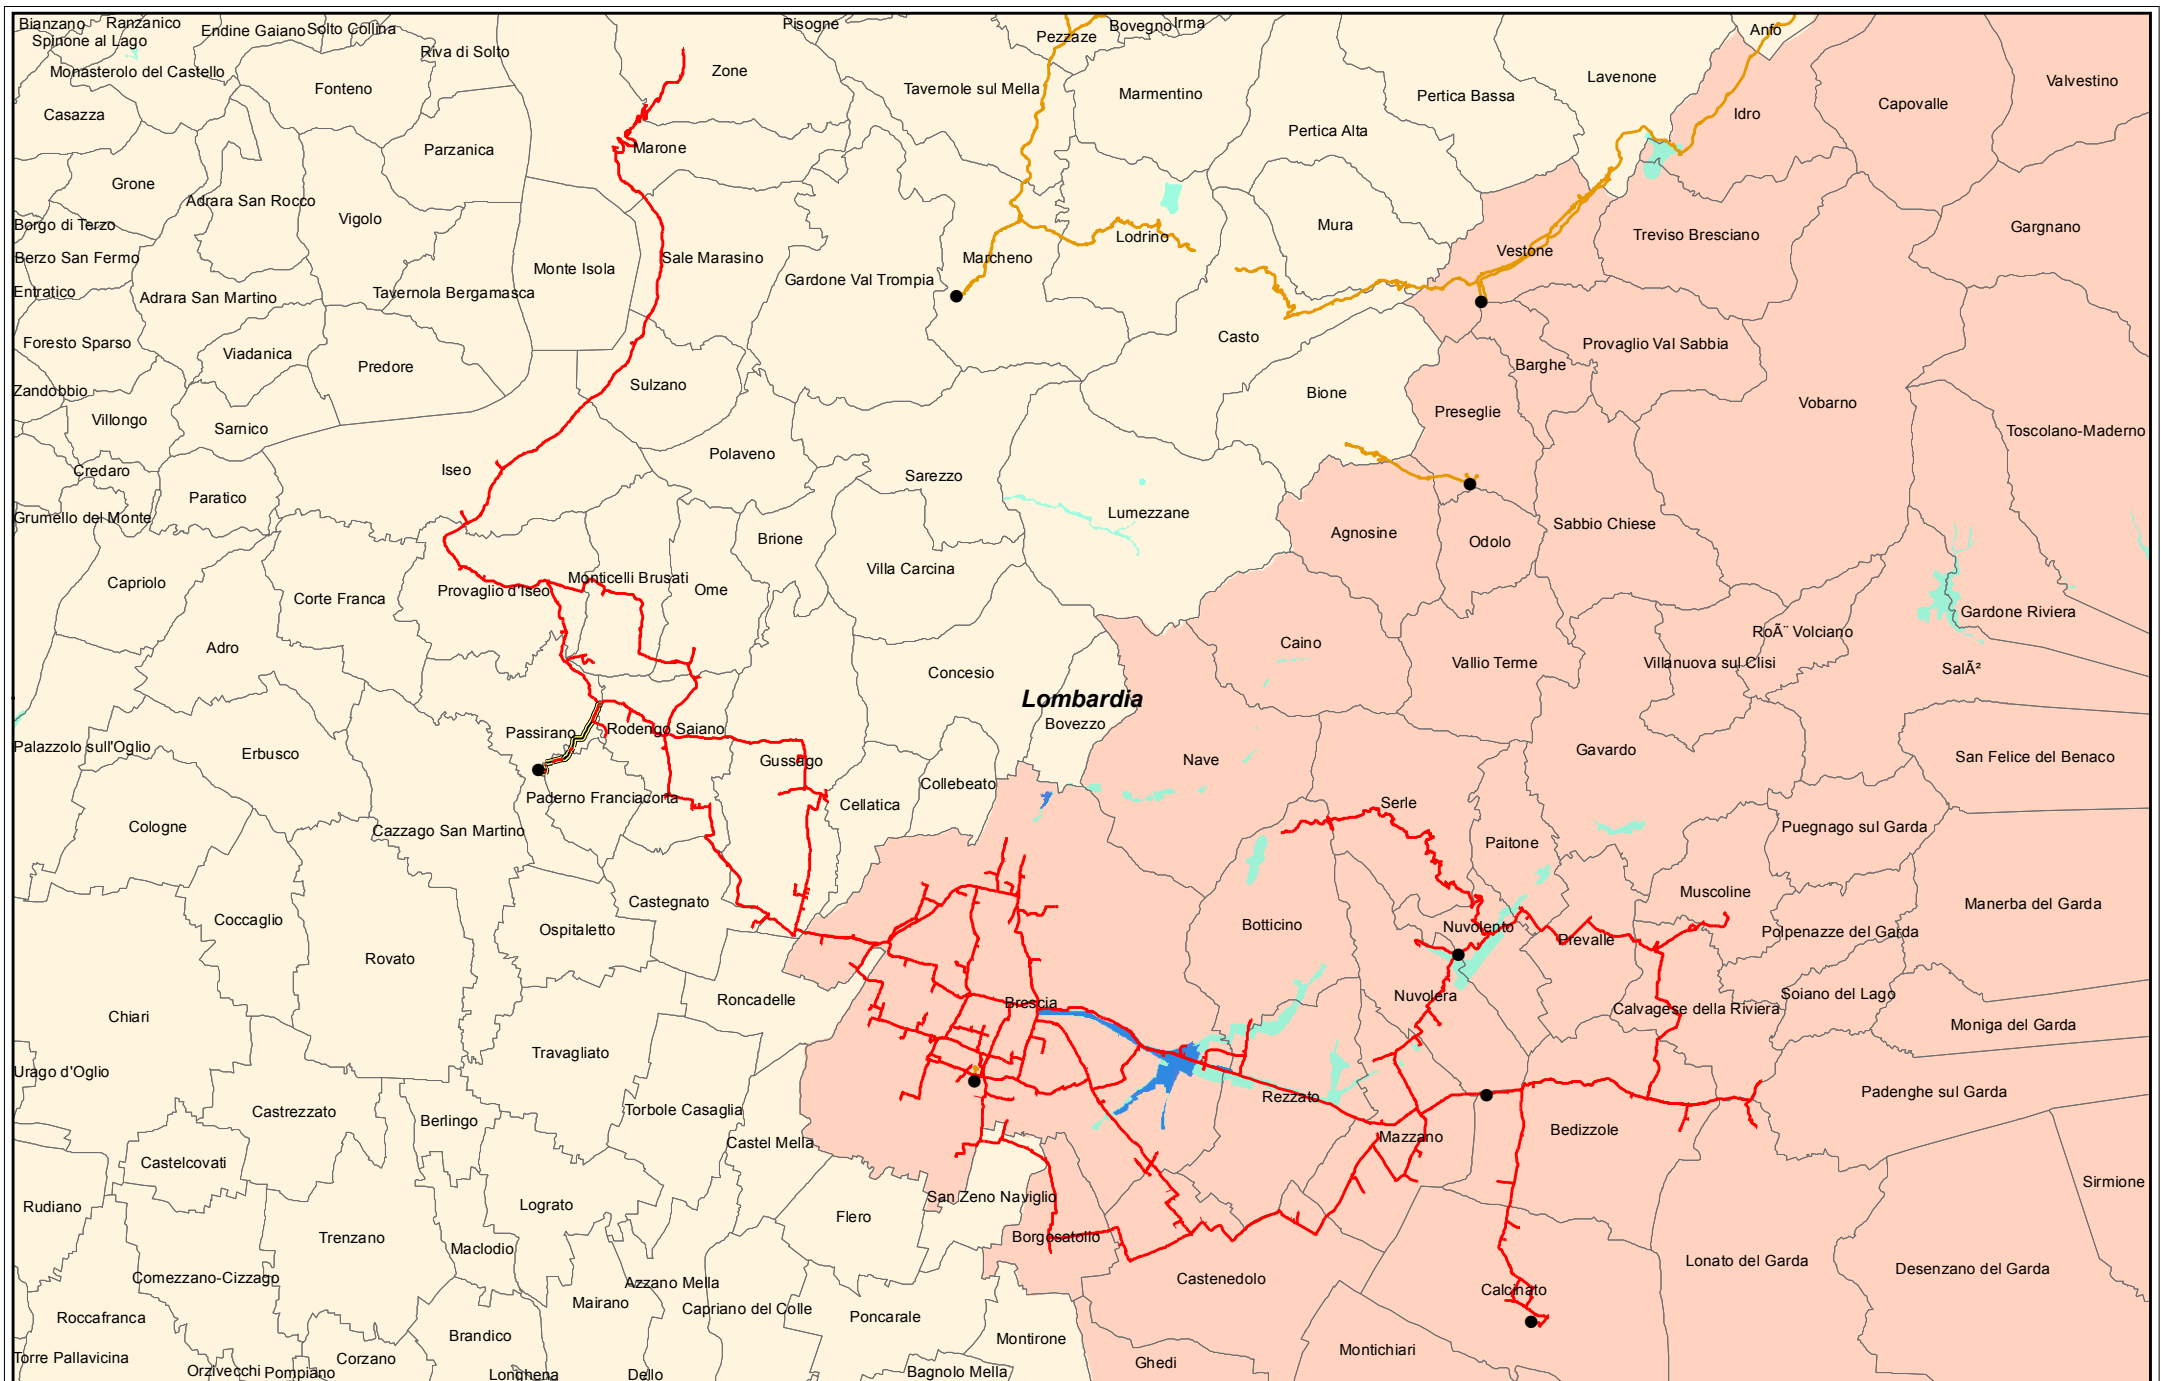 Bianzano
Ranzanico
Endine Gaiano
Solto Collina
Pisogne
Bovegno
Irma
Anfo
Spinone al Lago
Riva di Solto
Pezzaze
Monasterolo del Castello
Zone
Lavenone
Valvestino
Fonteno
Tavernole sul Mella
Marmentino
Pertica Bassa
Capovalle
Casazza
Idro
Pertica Alta
Parzanica
Marone
Grone
Adrara San Rocco
Vigolo
Borgo di Terzo
Mura
Lodrino
Treviso Bresciano
Gargnano
Berzo San Fermo
Monte Isola
Sale Marasino
Marcheno
Vestone
Entratico
Adrara San Martino
Tavernola Bergamasca
Gardone Val Trompia
Foresto Sparso
Viadanica
Predore
Casto
Provaglio Val Sabbia
Barghe
Sulzano
Zandobbio
Bione
Vobarno
Villongo
Sarnico
Preseglie
Toscolano-Maderno
Polaveno
Credaro
Iseo
Sarezzo
Paratico
Grumello del Monte
Lumezzane
Sabbio Chiese
Agnosine
Odolo
Brione
Capriolo
Corte Franca
Provaglio d'Iseo
Monticelli Brusati
Ome
Villa Carcina
Gardone Riviera
Adro
Caino
RoÃ¨ Volciano
Vallio Terme
Villanuova sul Clisi
SalÃ²
Concesio
Lombardia
Bovezzo
Palazzolo sull'Oglio
Erbusco
Passirano
Rodengo Saiano
Gussago
Nave
Gavardo
San Felice del Benaco
Collebeato
Paderno Franciacorta
Cellatica
Serle
Cologne
Cazzago San Martino
Puegnago sul Garda
Paitone
Muscoline
Castegnato
Manerba del Garda
Coccaglio
Ospitaletto
Botticino
Nuvolento
Prevalle
Polpenazze del Garda
Rovato
Roncadelle
Brescia
Nuvolera
Soiano del Lago
Calvagese della Riviera
Chiari
Moniga del Garda
Travagliato
Urago d'Oglio
Rezzato
Padenghe sul Garda
Castrezzato
Berlingo
Torbole Casaglia
Castel Mella
Mazzano
Bedizzole
Castelcovati
Sirmione
Rudiano
Lograto
Flero
San Zeno Naviglio
Trenzano
Maclodio
Borgosatollo
Lonato del Garda
Desenzano del Garda
Comezzano-Cizzago
Azzano Mella
Castenedolo
Calcinato
Roccafranca
Mairano
Capriano del Colle
Poncarale
Brandico
Montirone
Montichiari
Torre Pallavicina
Corzano
Ghedi
Orzivecchi
Pompiano
Longhena
Dello
Bagnolo Mella